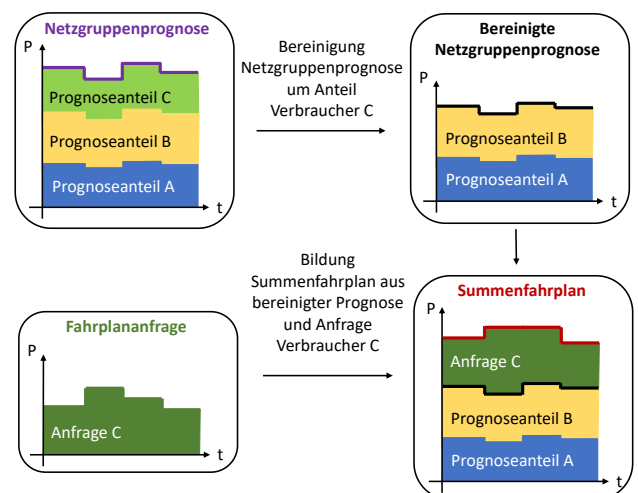 Netzgruppenprognose
P
Prognoseanteil C
Prognoseanteil B
Prognoseanteil A
t
Bereinigung
Netzgruppenprognose
um Anteil
Verbraucher C
Bereinigte
Netzgruppenprognose
P
Prognoseanteil B
Prognoseanteil A
t
Fahrplananfrage
P
Anfrage C
t
Bildung
Summenfahrplan aus
bereinigter Prognose
und Anfrage
Verbraucher C
Summenfahrplan
P
Anfrage C
Prognoseanteil B
Prognoseanteil A
t